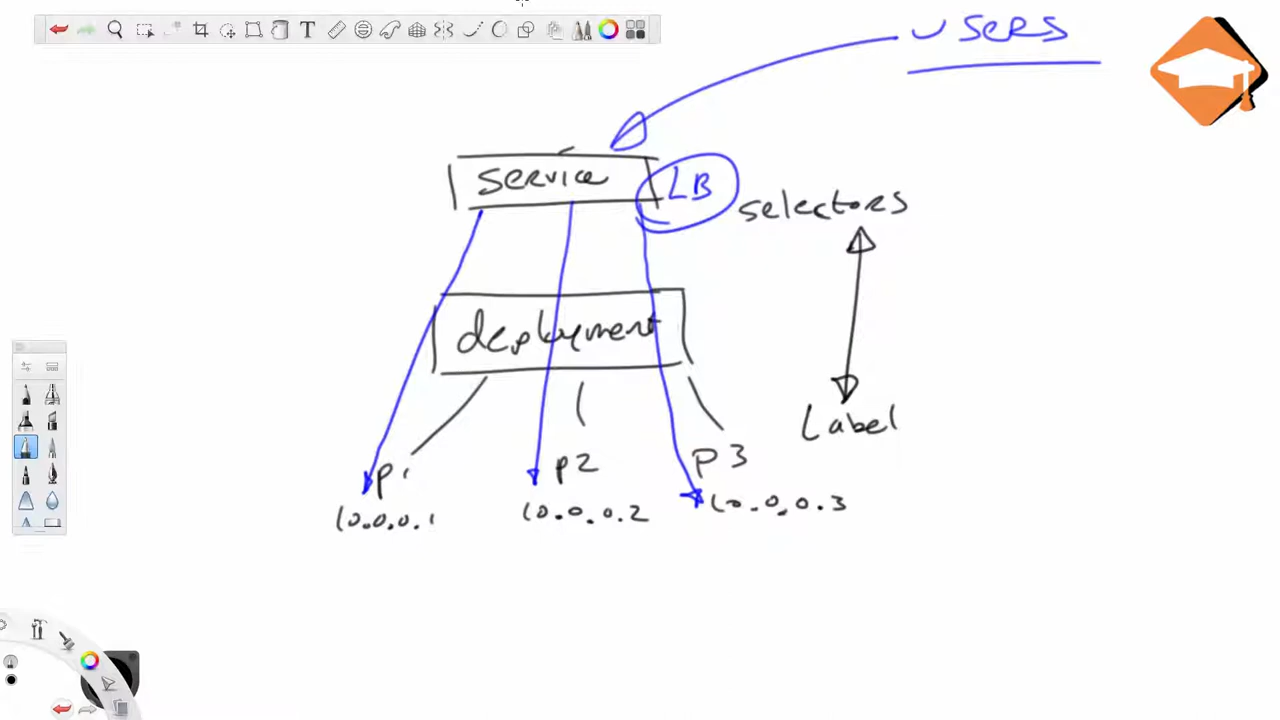 users
service LB
selectors
deployment
Label
p1 p2 p3
10.0.0.1 10.0.0.2 10.0.0.3